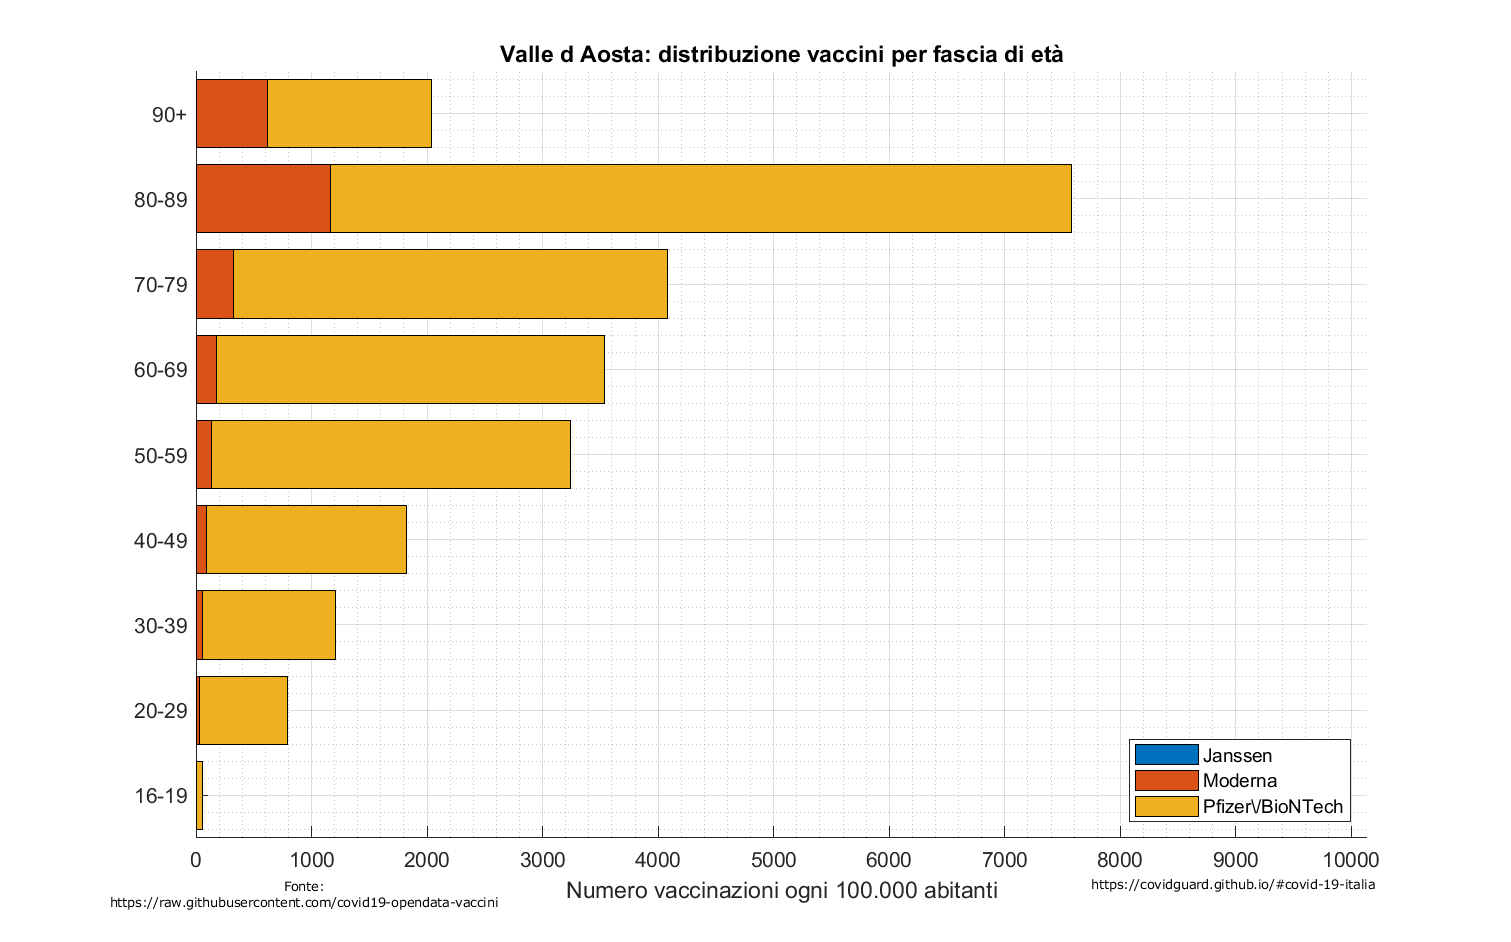 Valle d Aosta: distribuzione vaccini per fascia di età
90+
80-89
70-79
60-69
50-59
40-49
30-39
20-29
16-19
Janssen
Moderna
Pfizer\/BioNTech
0 1000 2000 3000 4000 5000 6000 7000 8000 9000 10000
Numero vaccinazioni ogni 100.000 abitanti
Fonte:
https://raw.githubusercontent.com/covid19-opendata-vaccini
https://covidguard.github.io/#covid-19-italia